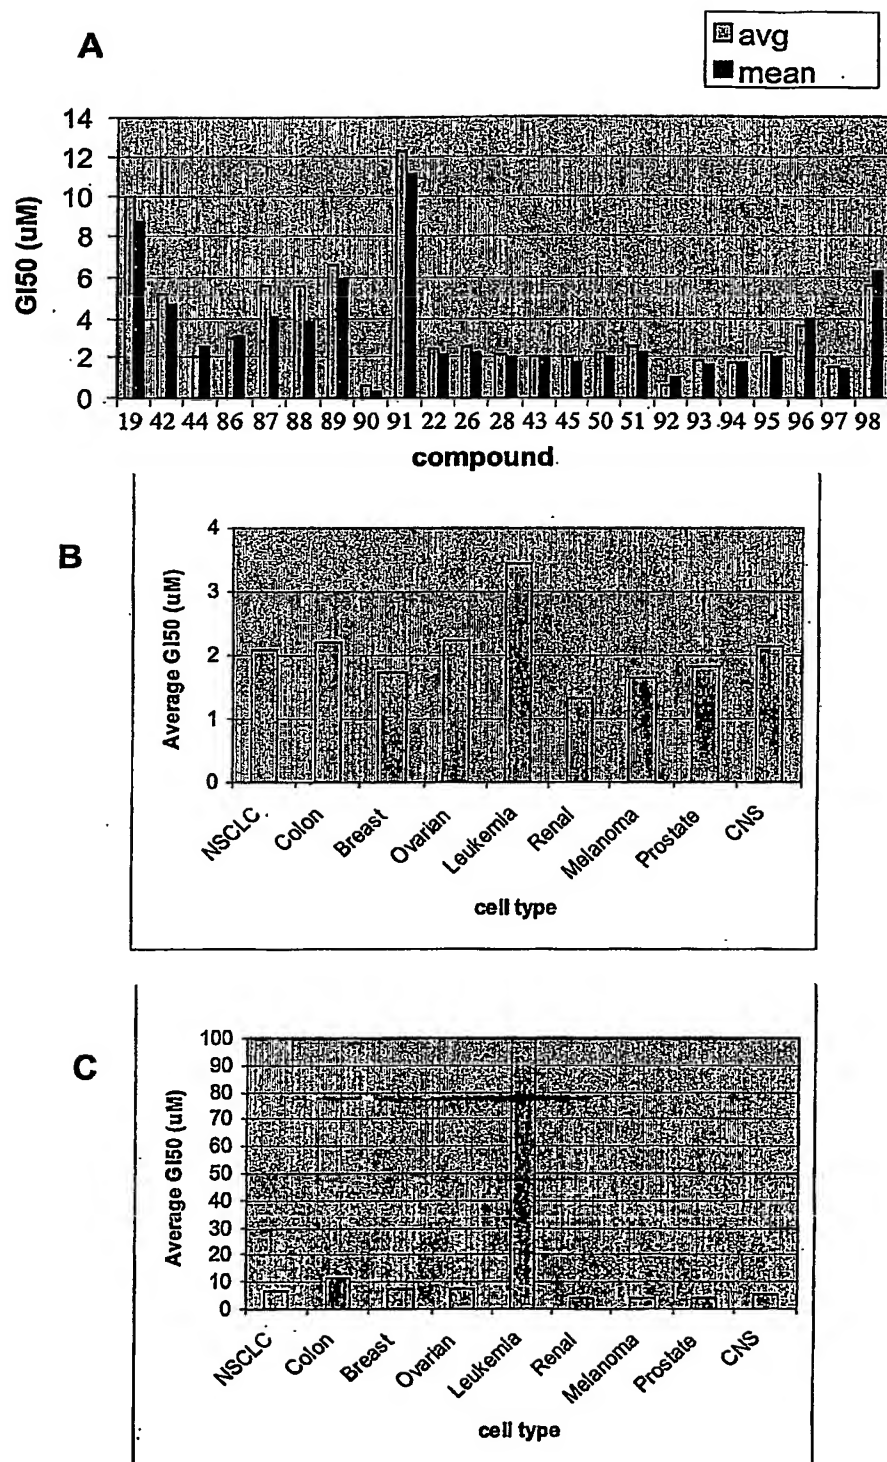 A
avg
mean
14
12
10
8
6
4
2
0
GI50 (uM)
19 42 44 86 87 88 89 90 91 22 26 28 43 45 50 51 92 93 94 95 96 97 98
compound
B
4
3
2
1
0
Average GI50 (uM)
NSCLC Colon Breast Ovarian Leukemia Renal Melanoma Prostate CNS
cell type
C
100
90
80
70
60
50
40
30
20
10
0
Average GI50 (uM)
NSCLC Colon Breast Ovarian Leukemia Renal Melanoma Prostate CNS
cell type